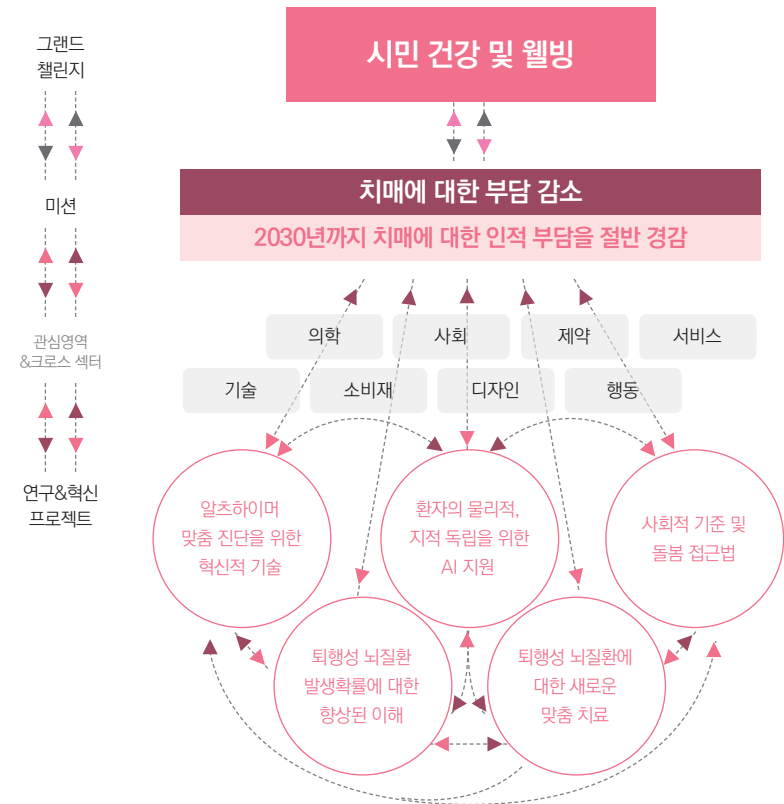 그랜드
챌린지
시민 건강 및 웰빙
미션
치매에 대한 부담 감소
2030년까지 치매에 대한 인적 부담을 절반 경감
관심영역
&크로스 섹터
의학
사회
제약
서비스
기술
소비재
디자인
행동
연구&혁신
프로젝트
알츠하이머
맞춤 진단을 위한
혁신적 기술
환자의 물리적,
지적 독립을 위한
AI 지원
사회적 기준 및
돌봄 접근법
퇴행성 뇌질환
발생확률에 대한
향상된 이해
퇴행성 뇌질환에
대한 새로운
맞춤 치료